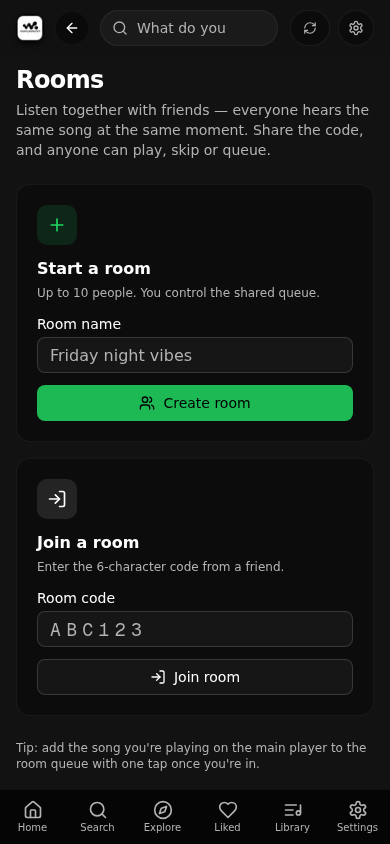 What do you
Rooms
Listen together with friends — everyone hears the
same song at the same moment. Share the code,
and anyone can play, skip or queue.
Start a room
Up to 10 people. You control the shared queue.
Room name
Friday night vibes
Create room
Join a room
Enter the 6-character code from a friend.
Room code
ABC123
Join room
Tip: add the song you're playing on the main player to the
room queue with one tap once you're in.
Home
Search
Explore
Liked
Library
Settings